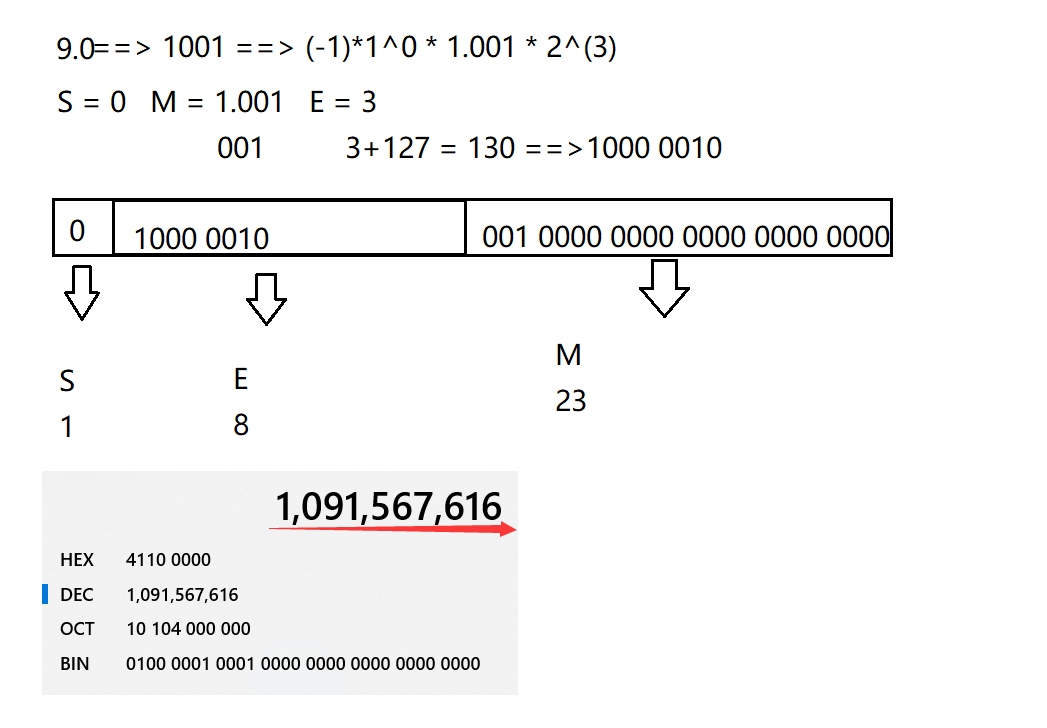 9.0==> 1001 ==> (-1)*1^0 * 1.001 * 2^(3)
S = 0 M = 1.001 E = 3
001 3+127 = 130 ==>1000 0010
0 1000 0010 001 0000 0000 0000 0000 0000
S E M
1 8 23
1,091,567,616
HEX 4110 0000
DEC 1,091,567,616
OCT 10 104 000 000
BIN 0100 0001 0001 0000 0000 0000 0000 0000